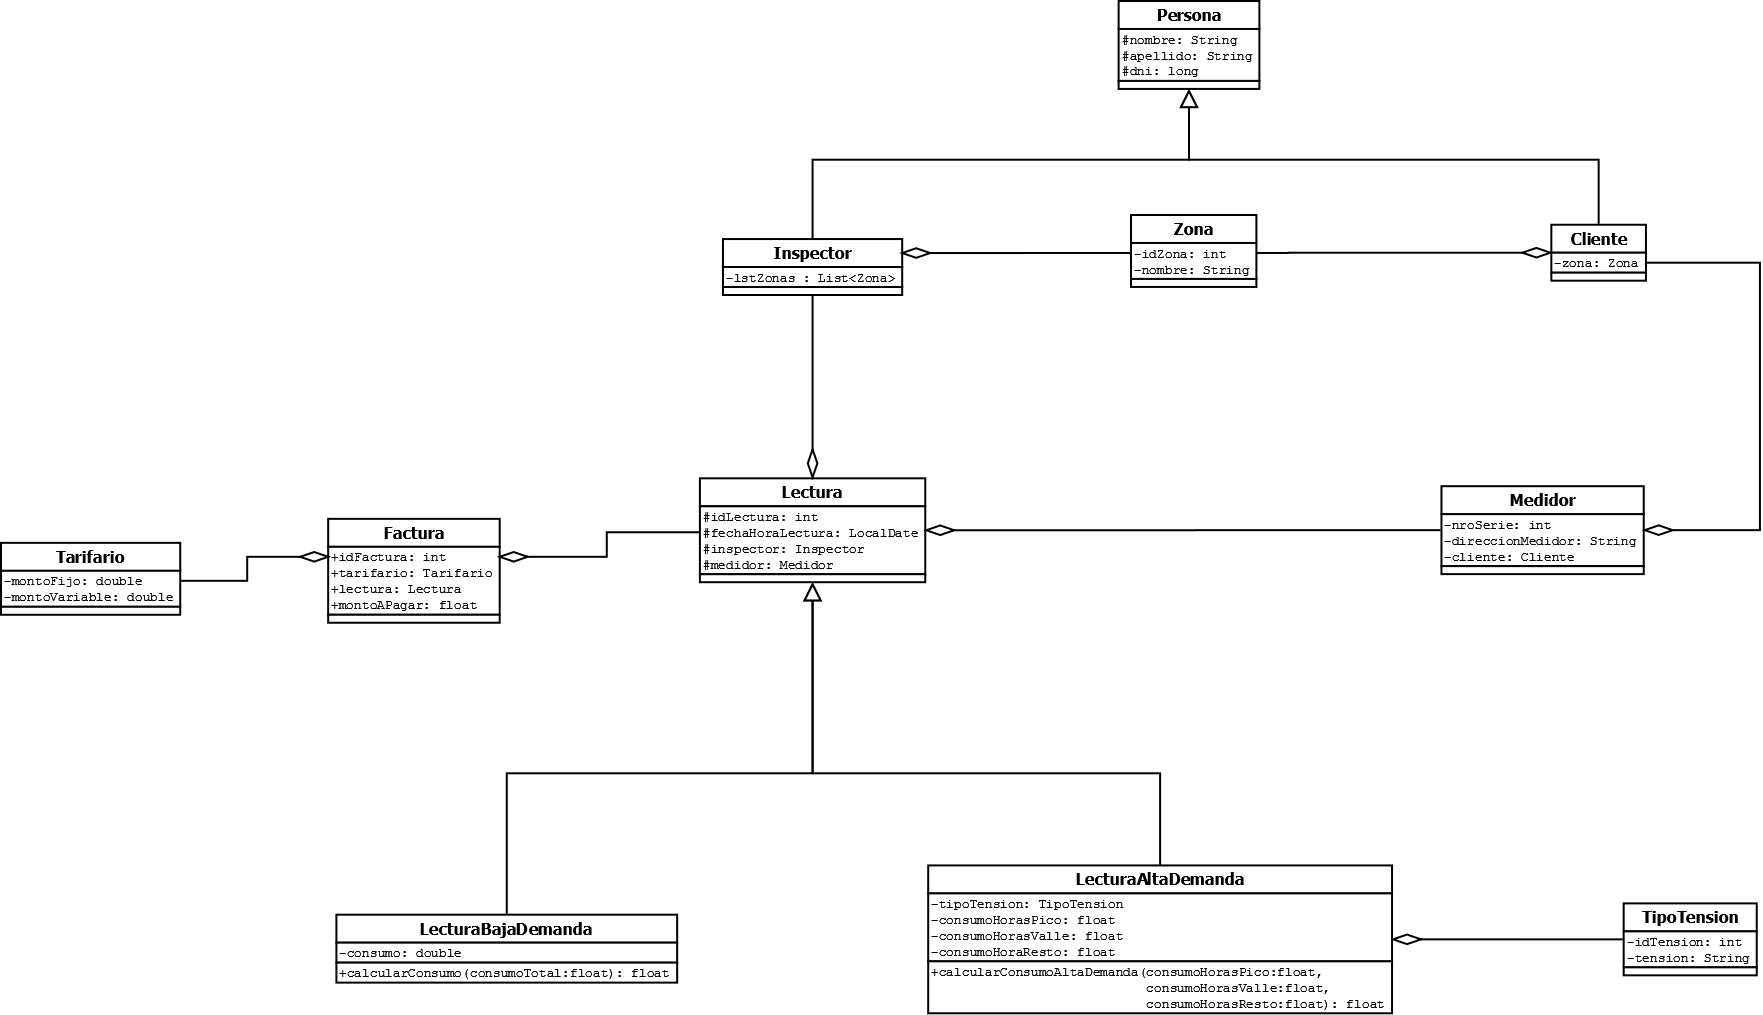 Persona
#nombre: String
#apellido: String
#dni: long
Inspector
-lstZonas : List<Zona>
Zona
-idZona: int
-nombre: String
Cliente
-zona: Zona
Lectura
#idLectura: int
#fechaHoraLectura: LocalDate
#inspector: Inspector
#medidor: Medidor
Medidor
-nroSerie: int
-direccionMedidor: String
-cliente: Cliente
Factura
+idFactura: int
+tarifario: Tarifario
+lectura: Lectura
+montoAPagar: float
Tarifario
-montoFijo: double
-montoVariable: double
LecturaBajaDemanda
-consumo: double
+calcularConsumo(consumoTotal:float): float
LecturaAltaDemanda
-tipoTension: TipoTension
-consumoHorasPico: float
-consumoHorasValle: float
-consumoHoraResto: float
+calcularConsumoAltaDemanda(consumoHorasPico:float,
consumoHorasValle:float,
consumoHorasResto:float): float
TipoTension
-idTension: int
-tension: String